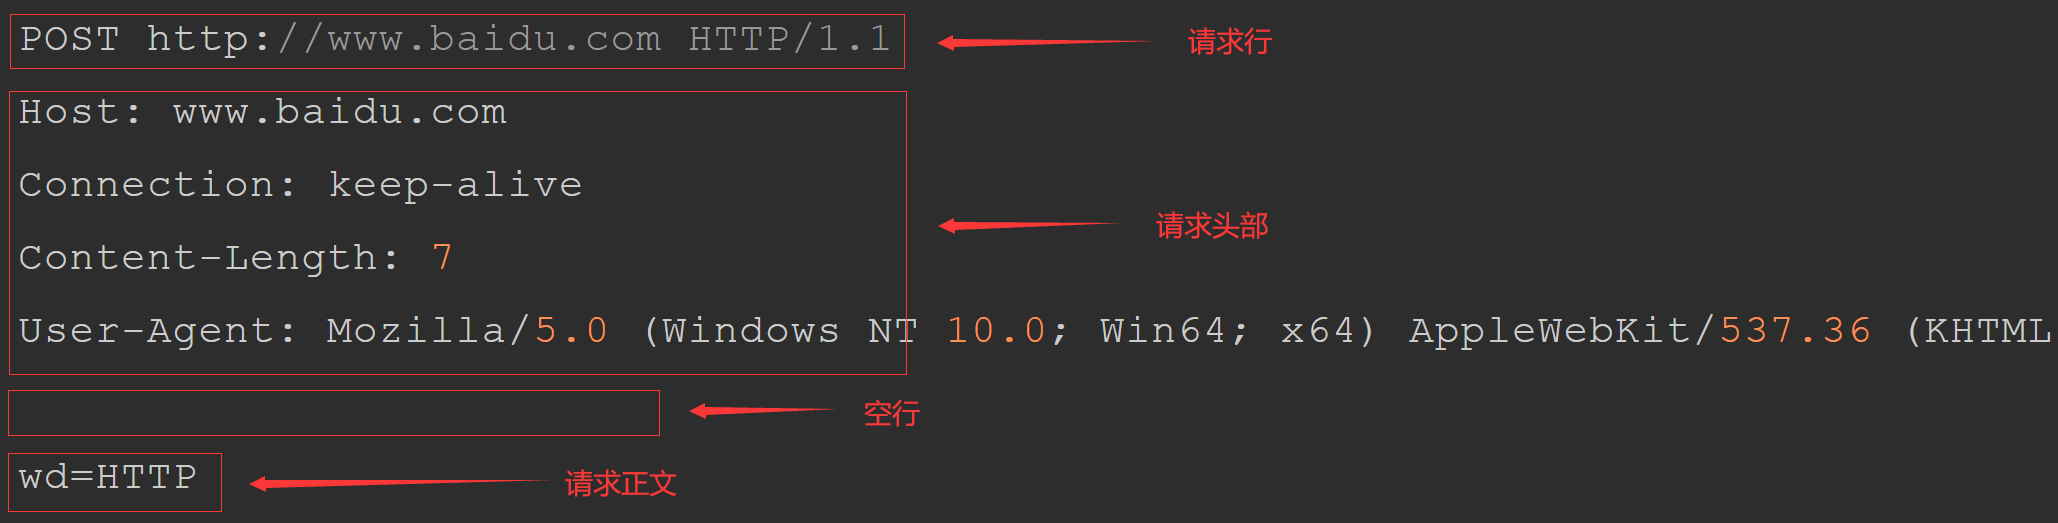 POST http://www.baidu.com HTTP/1.1
请求行
Host: www.baidu.com
Connection: keep-alive
请求头部
Content-Length: 7
User-Agent: Mozilla/5.0 (Windows NT 10.0; Win64; x64) AppleWebKit/537.36 (KHTML
空行
wd=HTTP
请求正文